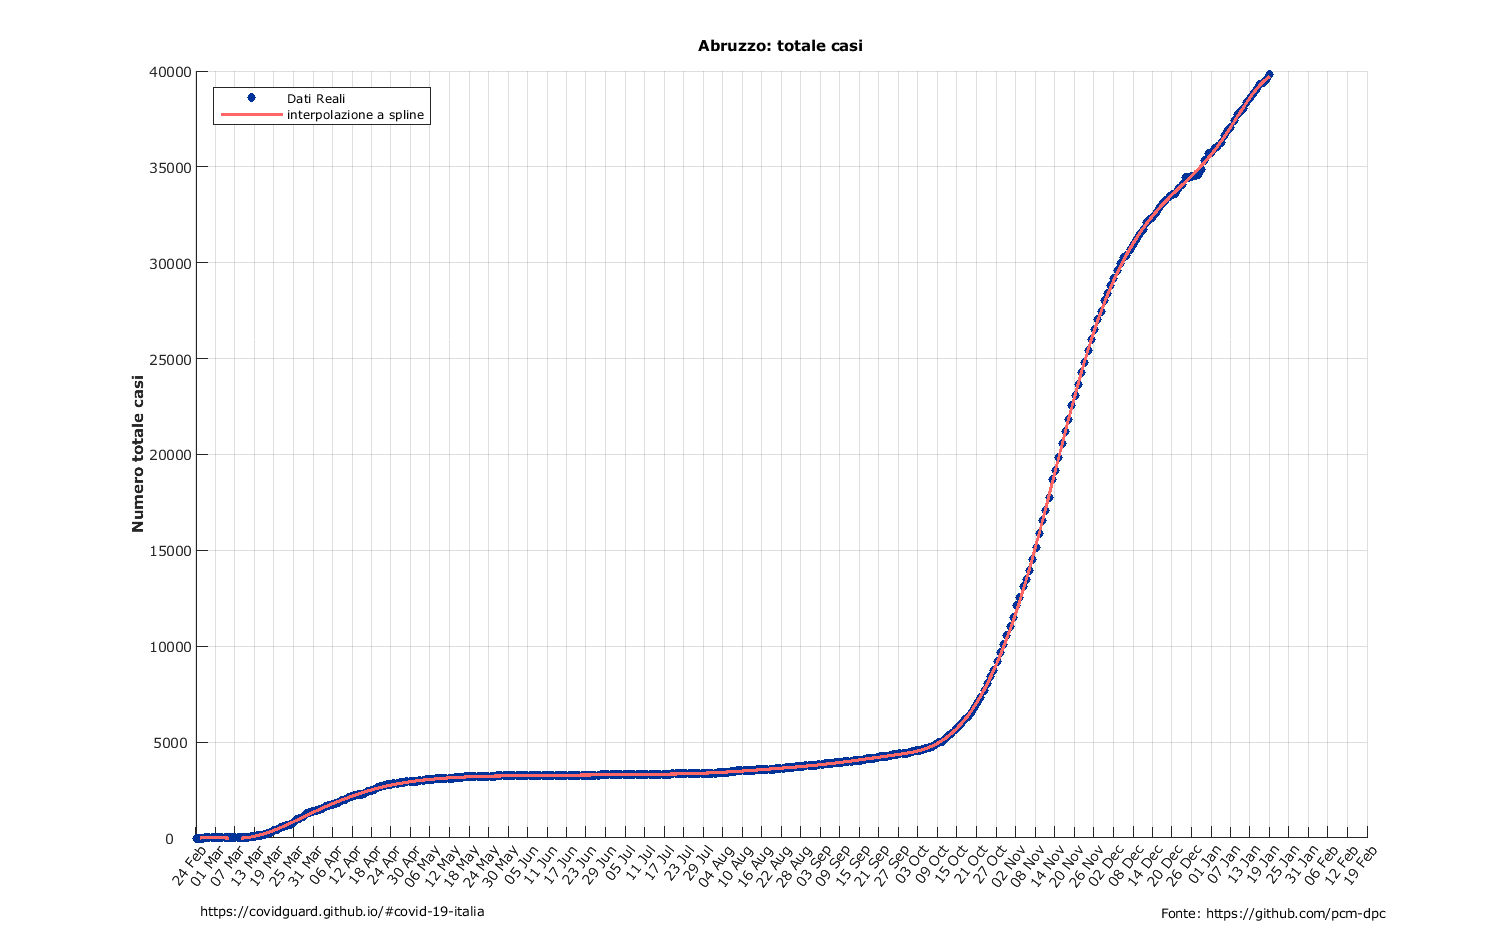 Abruzzo: totale casi
Dati Reali
interpolazione a spline
Numero totale casi
40000
35000
30000
25000
20000
15000
10000
5000
0
24 Feb
01 Mar
07 Mar
13 Mar
19 Mar
25 Mar
31 Mar
06 Apr
12 Apr
18 Apr
24 Apr
30 Apr
06 May
12 May
18 May
24 May
30 May
05 Jun
11 Jun
17 Jun
23 Jun
29 Jun
05 Jul
11 Jul
17 Jul
23 Jul
29 Jul
04 Aug
10 Aug
16 Aug
22 Aug
28 Aug
03 Sep
09 Sep
15 Sep
21 Sep
27 Sep
03 Oct
09 Oct
15 Oct
21 Oct
27 Oct
02 Nov
08 Nov
14 Nov
20 Nov
26 Nov
02 Dec
08 Dec
14 Dec
20 Dec
26 Dec
01 Jan
07 Jan
13 Jan
19 Jan
25 Jan
31 Jan
06 Feb
12 Feb
19 Feb
https://covidguard.github.io/#covid-19-italia
Fonte: https://github.com/pcm-dpc